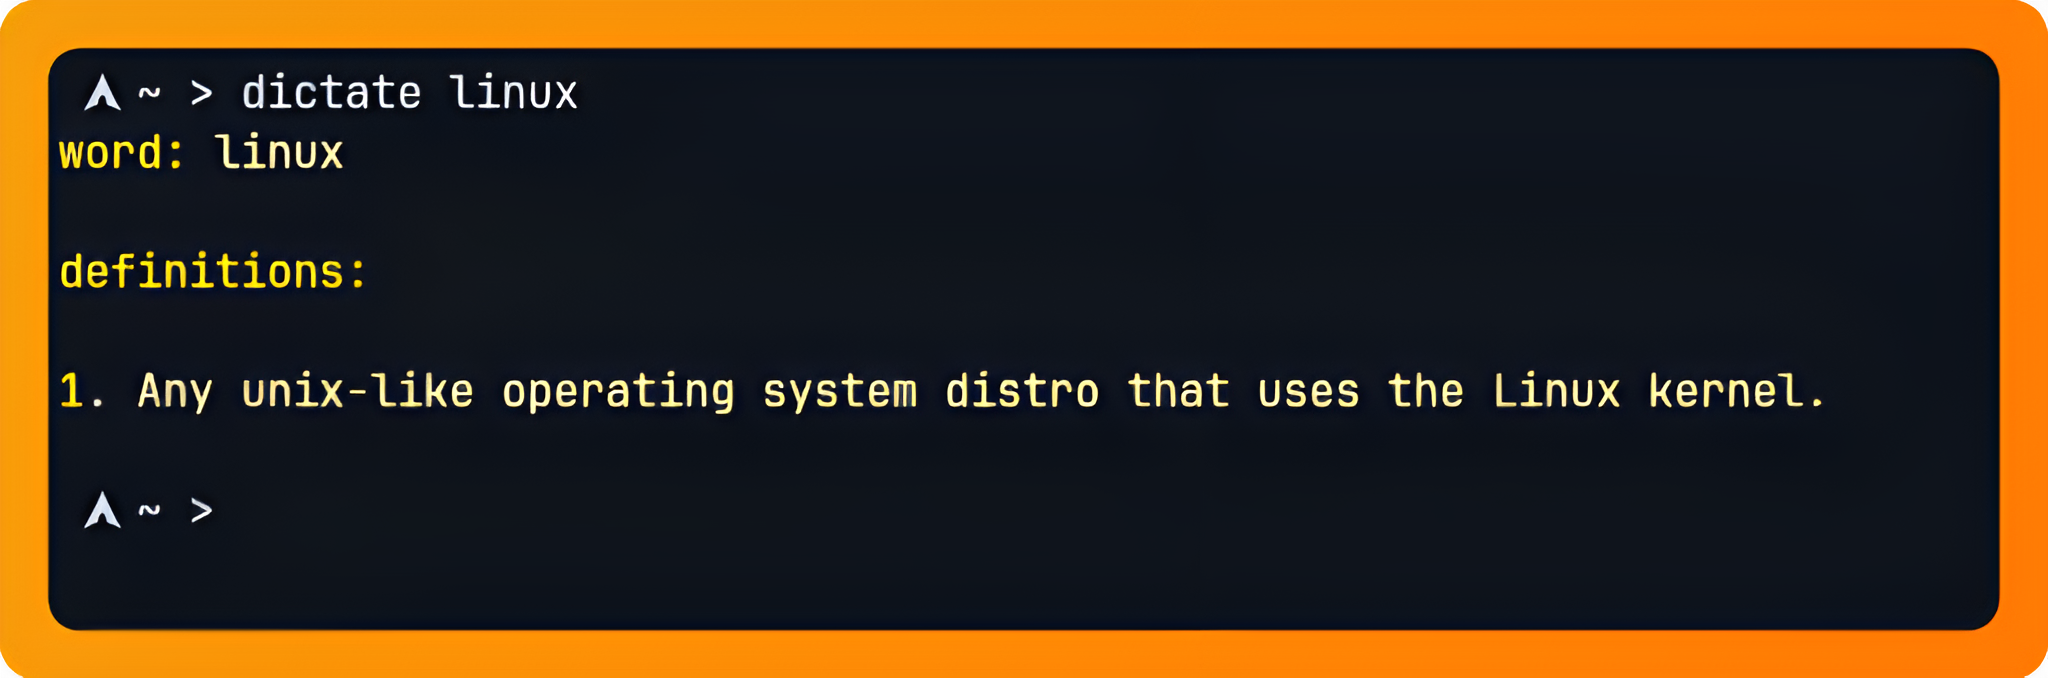 ~ > dictate linux
word: linux
definitions:
1. Any unix-like operating system distro that uses the Linux kernel.
~ >